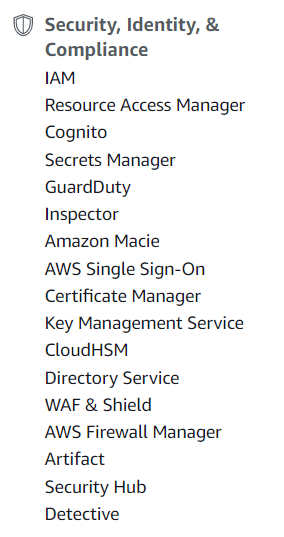 Security, Identity, &
Compliance
IAM
Resource Access Manager
Cognito
Secrets Manager
GuardDuty
Inspector
Amazon Macie
AWS Single Sign-On
Certificate Manager
Key Management Service
CloudHSM
Directory Service
WAF & Shield
AWS Firewall Manager
Artifact
Security Hub
Detective